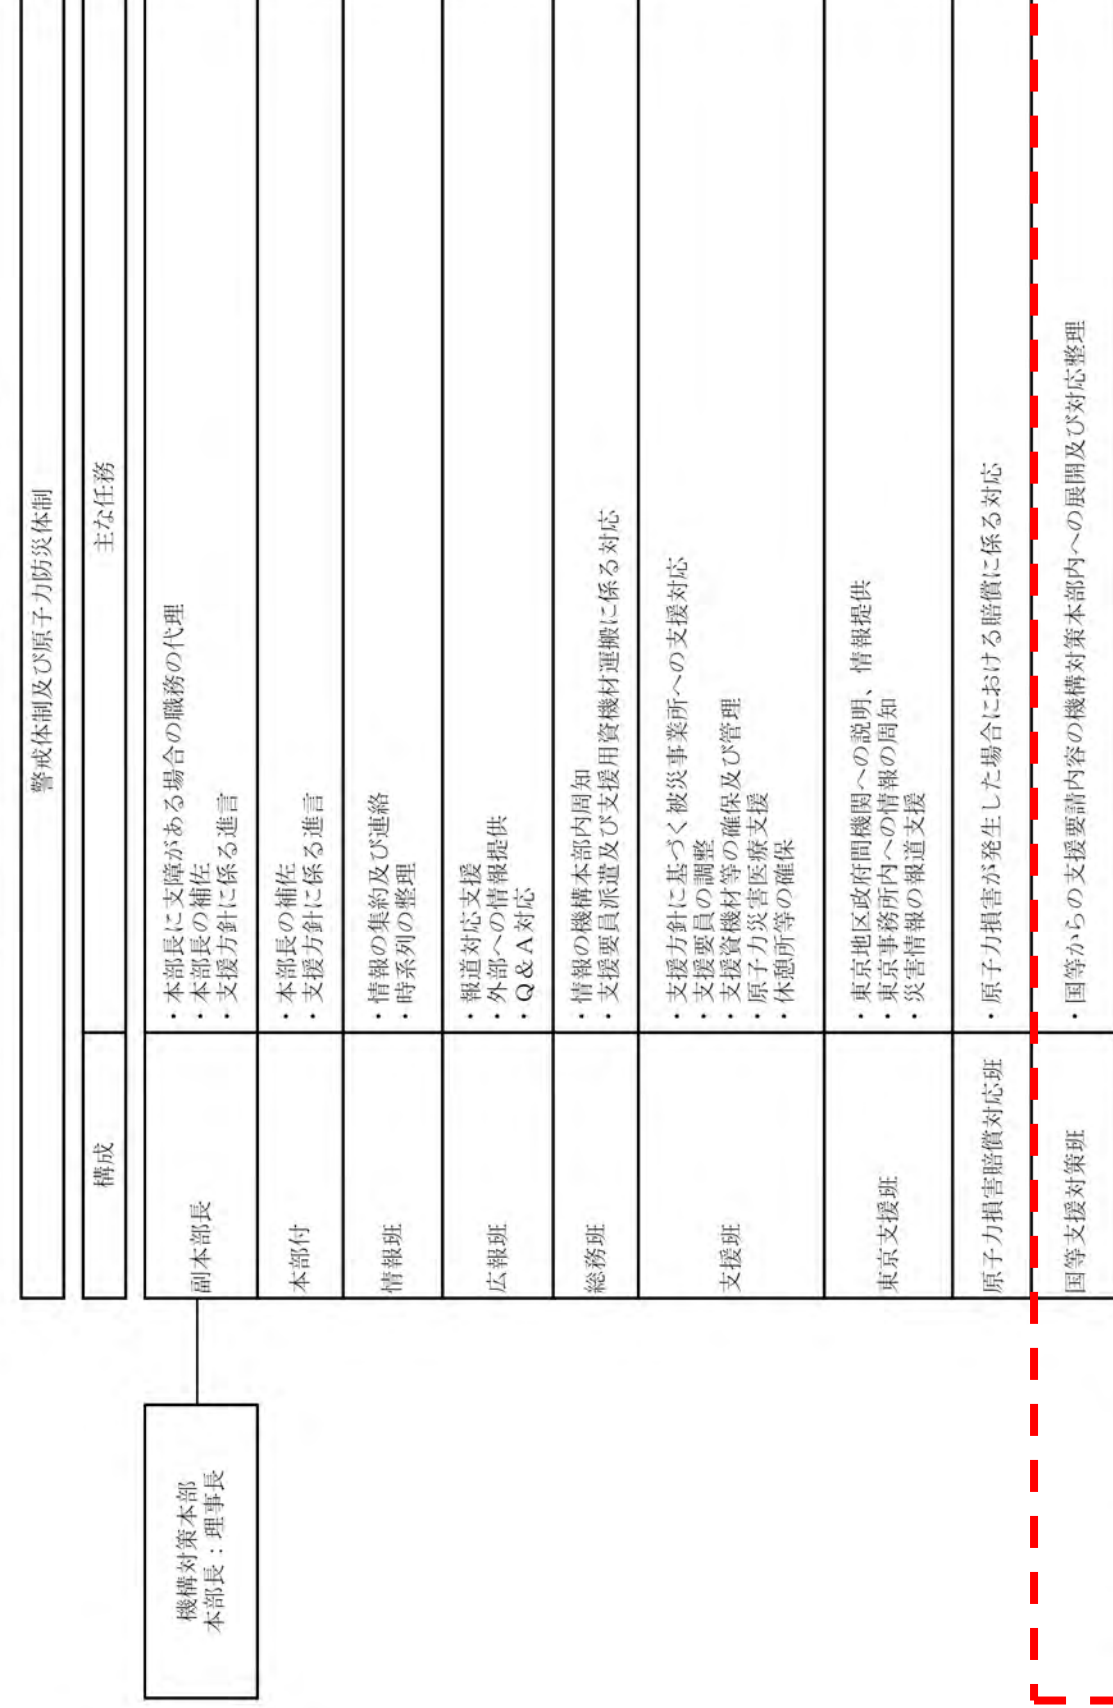 警戒体制及び原子力防災体制
構成
主な任務
機構対策本部
本部長：理事長
副本部長
・本部長に支障がある場合の職務の代理
・本部長の補佐
・支援方針に係る進言
本部付
・本部長の補佐
・支援方針に係る進言
情報班
・情報の集約及び連絡
・時系列の整理
広報班
・報道対応支援
・外部への情報提供
・Q＆A対応
総務班
・情報の機構本部内周知
・支援要員派遣及び支援用資機材運搬に係る対応
支援班
・支援方針に基づく被災事業所への支援対応
・支援要員の調整
・支援資機材等の確保及び管理
・原子力災害医療支援
・休憩所等の確保
東京支援班
・東京地区政府間機関への説明、情報提供
・東京事務所内への情報の周知
・災害情報の報道支援
原子力損害賠償対応班
・原子力損害が発生した場合における賠償に係る対応
国等支援対策班
・国等からの支援要請内容の機構対策本部内への展開及び対応整理